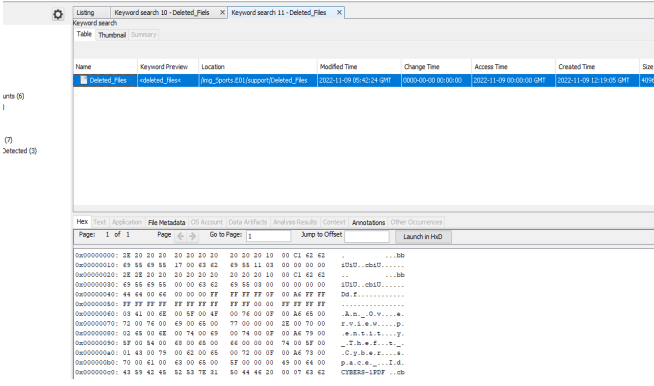 Listing Keyword search 10 - Deleted_Fiels × Keyword search 11 - Deleted_Files ×
Keyword search
Table Thumbnail Summary
Name Keyword Preview Location Modified Time Change Time Access Time Created Time Size
Deleted_Files «deleted_files« /img_Sports.E01/support/Deleted_Files 2022-11-09 05:42:24 GMT 0000-00-00 00:00:00 2022-11-09 00:00:00 GMT 2022-11-09 12:19:05 GMT 4096
unts (6)
)
(7)
Detected (3)
Hex Text Application File Metadata OS Account Data Artifacts Analysis Results Context Annotations Other Occurrences
Page: 1 of 1 Page Go to Page: 1 Jump to Offset Launch in HxD
0x00000000: 2E 20 20 20 20 20 20 20 20 20 20 10 00 C1 62 62 . ...bb
0x00000010: 69 55 69 55 17 00 63 62 69 55 11 03 00 00 00 00 iUiU..cbiU......
0x00000020: 2E 2E 20 20 20 20 20 20 20 20 20 10 00 C1 62 62 .. ...bb
0x00000030: 69 55 69 55 00 00 63 62 69 55 03 00 00 00 00 00 iUiU..cbiU......
0x00000040: 44 64 00 66 00 00 00 FF FF FF FF 0F 00 A6 FF FF Dd.f............
0x00000050: FF FF FF FF FF FF FF FF FF FF 00 00 FF FF FF FF ................
0x00000060: 03 41 00 6E 00 5F 00 4F 00 76 00 0F 00 A6 65 00 .A.n._.O.v....e.
0x00000070: 72 00 76 00 69 00 65 00 77 00 00 00 2E 00 70 00 r.v.i.e.w.....p.
0x00000080: 02 65 00 6E 00 74 00 69 00 74 00 0F 00 A6 79 00 .e.n.t.i.t....y.
0x00000090: 5F 00 54 00 68 00 65 00 66 00 00 00 74 00 5F 00 _.T.h.e.f...t._.
0x000000a0: 01 43 00 79 00 62 00 65 00 72 00 0F 00 A6 73 00 .C.y.b.e.r....s.
0x000000b0: 70 00 61 00 63 00 65 00 5F 00 00 00 49 00 64 00 p.a.c.e._...I.d.
0x000000c0: 43 59 42 45 52 53 7E 31 50 44 46 20 00 07 63 62 CYBERS~1PDF ..cb